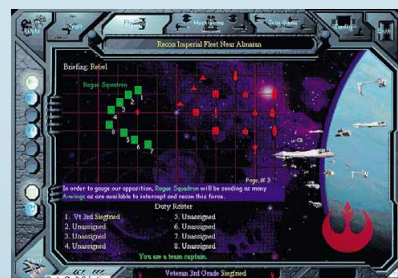 Recon Imperial Fleet Near Almaran
Briefing: Rebel
Rogue Squadron
1
2
3
4
5
6
7
8
Page # 3
In order to gauge our opposition, Rogue Squadron will be sending as many
A-wings as are available to intercept and recon this force.
Duty Roster
1. Vt 3rd Siegfried 5. Unassigned
2. Unassigned 6. Unassigned
3. Unassigned 7. Unassigned
4. Unassigned 8. Unassigned
You are a team captain.
Veteran 3rd Grade Siegfried